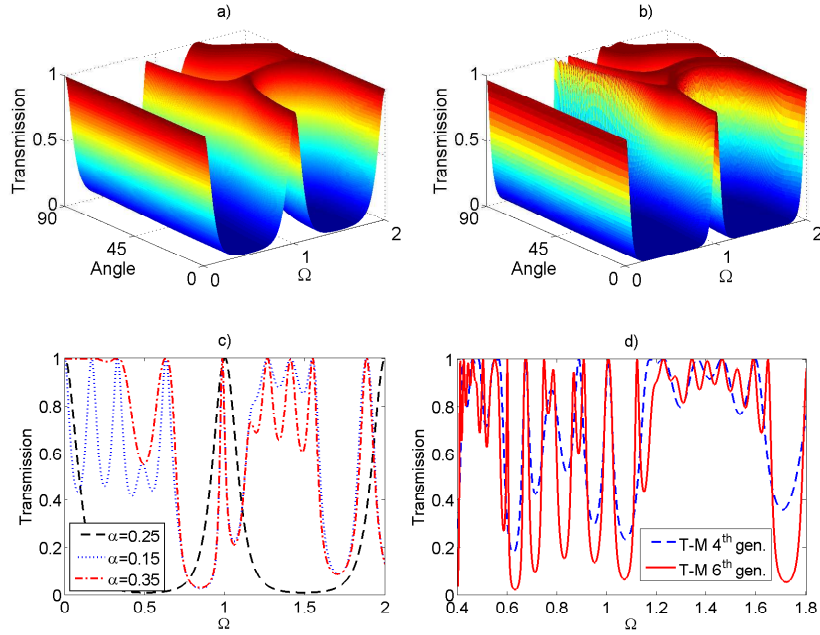 a)
Transmission
1
0.5
0
90
45
0
Angle
0
1
2
Ω
b)
Transmission
1
0.5
0
90
45
0
Angle
0
1
2
Ω
c)
Transmission
1
0.8
0.6
0.4
0.2
0
0
0.5
1
1.5
2
Ω
α=0.25
α=0.15
α=0.35
d)
Transmission
1
0.8
0.6
0.4
0.2
0
0.4
0.6
0.8
1.0
1.2
1.4
1.6
1.8
Ω
T-M 4th gen.
T-M 6th gen.